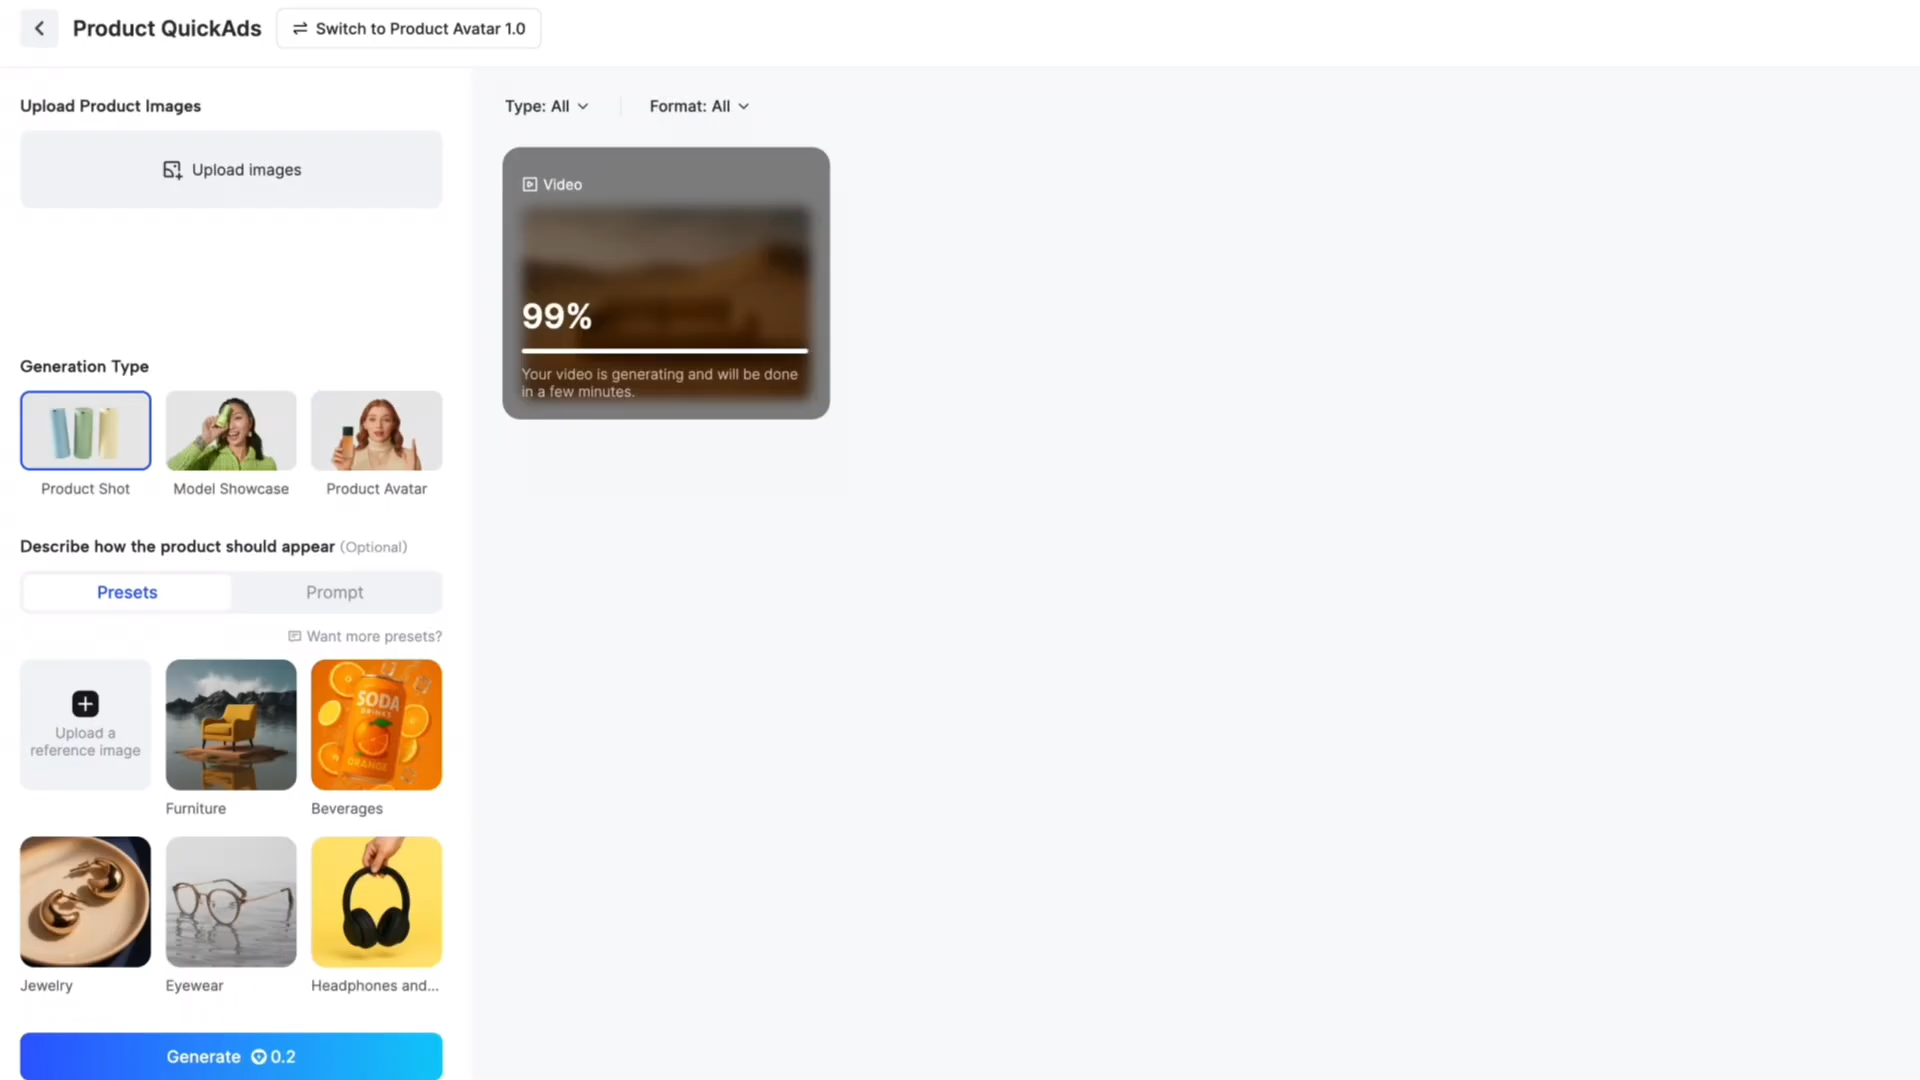 Product QuickAds
Switch to Product Avatar 1.0
Upload Product Images
Upload images
Generation Type
Product Shot
Model Showcase
Product Avatar
Describe how the product should appear (Optional)
Presets
Prompt
Want more presets?
Upload a
reference image
SODA
DRINKS
ORANGE
Furniture
Beverages
Jewelry
Eyewear
Headphones and...
Generate 0.2
Type: All
Format: All
Video
99%
Your video is generating and will be done
in a few minutes.